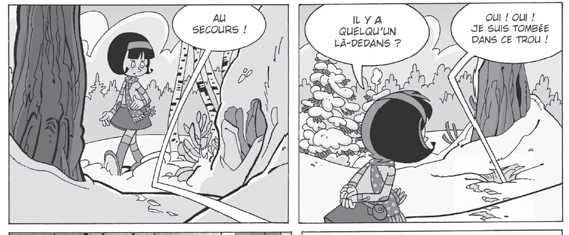 AU
SECOURS !
IL Y A
QUELQU'UN
LÀ-DEDANS ?
OUI ! OUI !
JE SUIS TOMBÉE
DANS CE TROU !